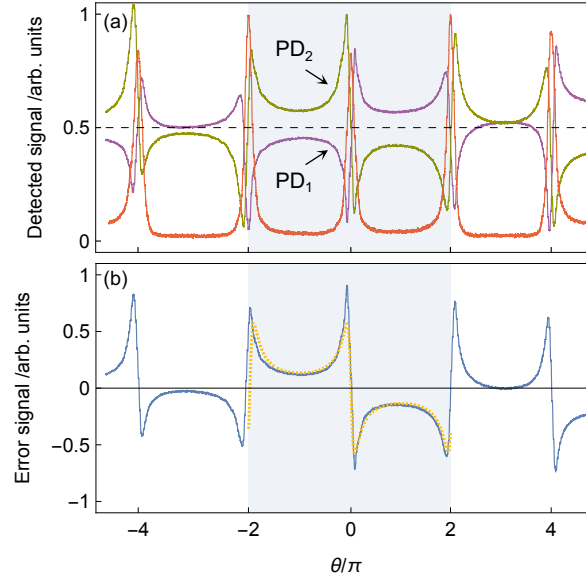 (a)
1
PD2
0.5
PD1
0
Detected signal /arb. units
(b)
1
0.5
0
-0.5
-1
Error signal /arb. units
-4 -2 0 2 4
θ/π